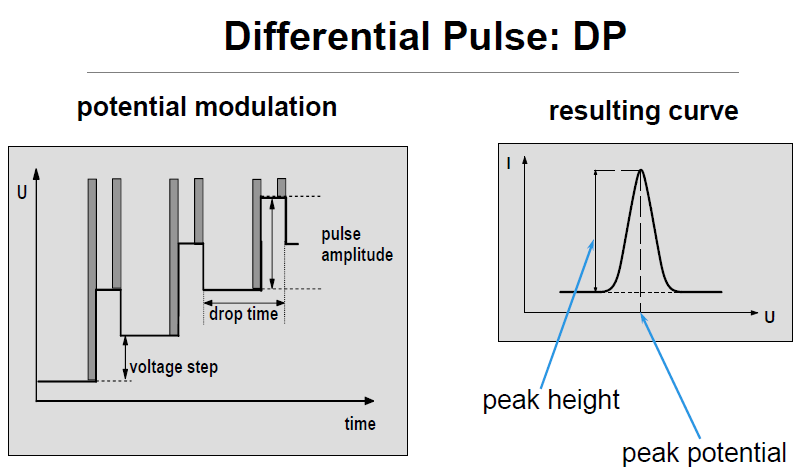 Differential Pulse: DP
potential modulation
resulting curve
U
pulse
amplitude
drop time
voltage step
time
I
U
peak height
peak potential